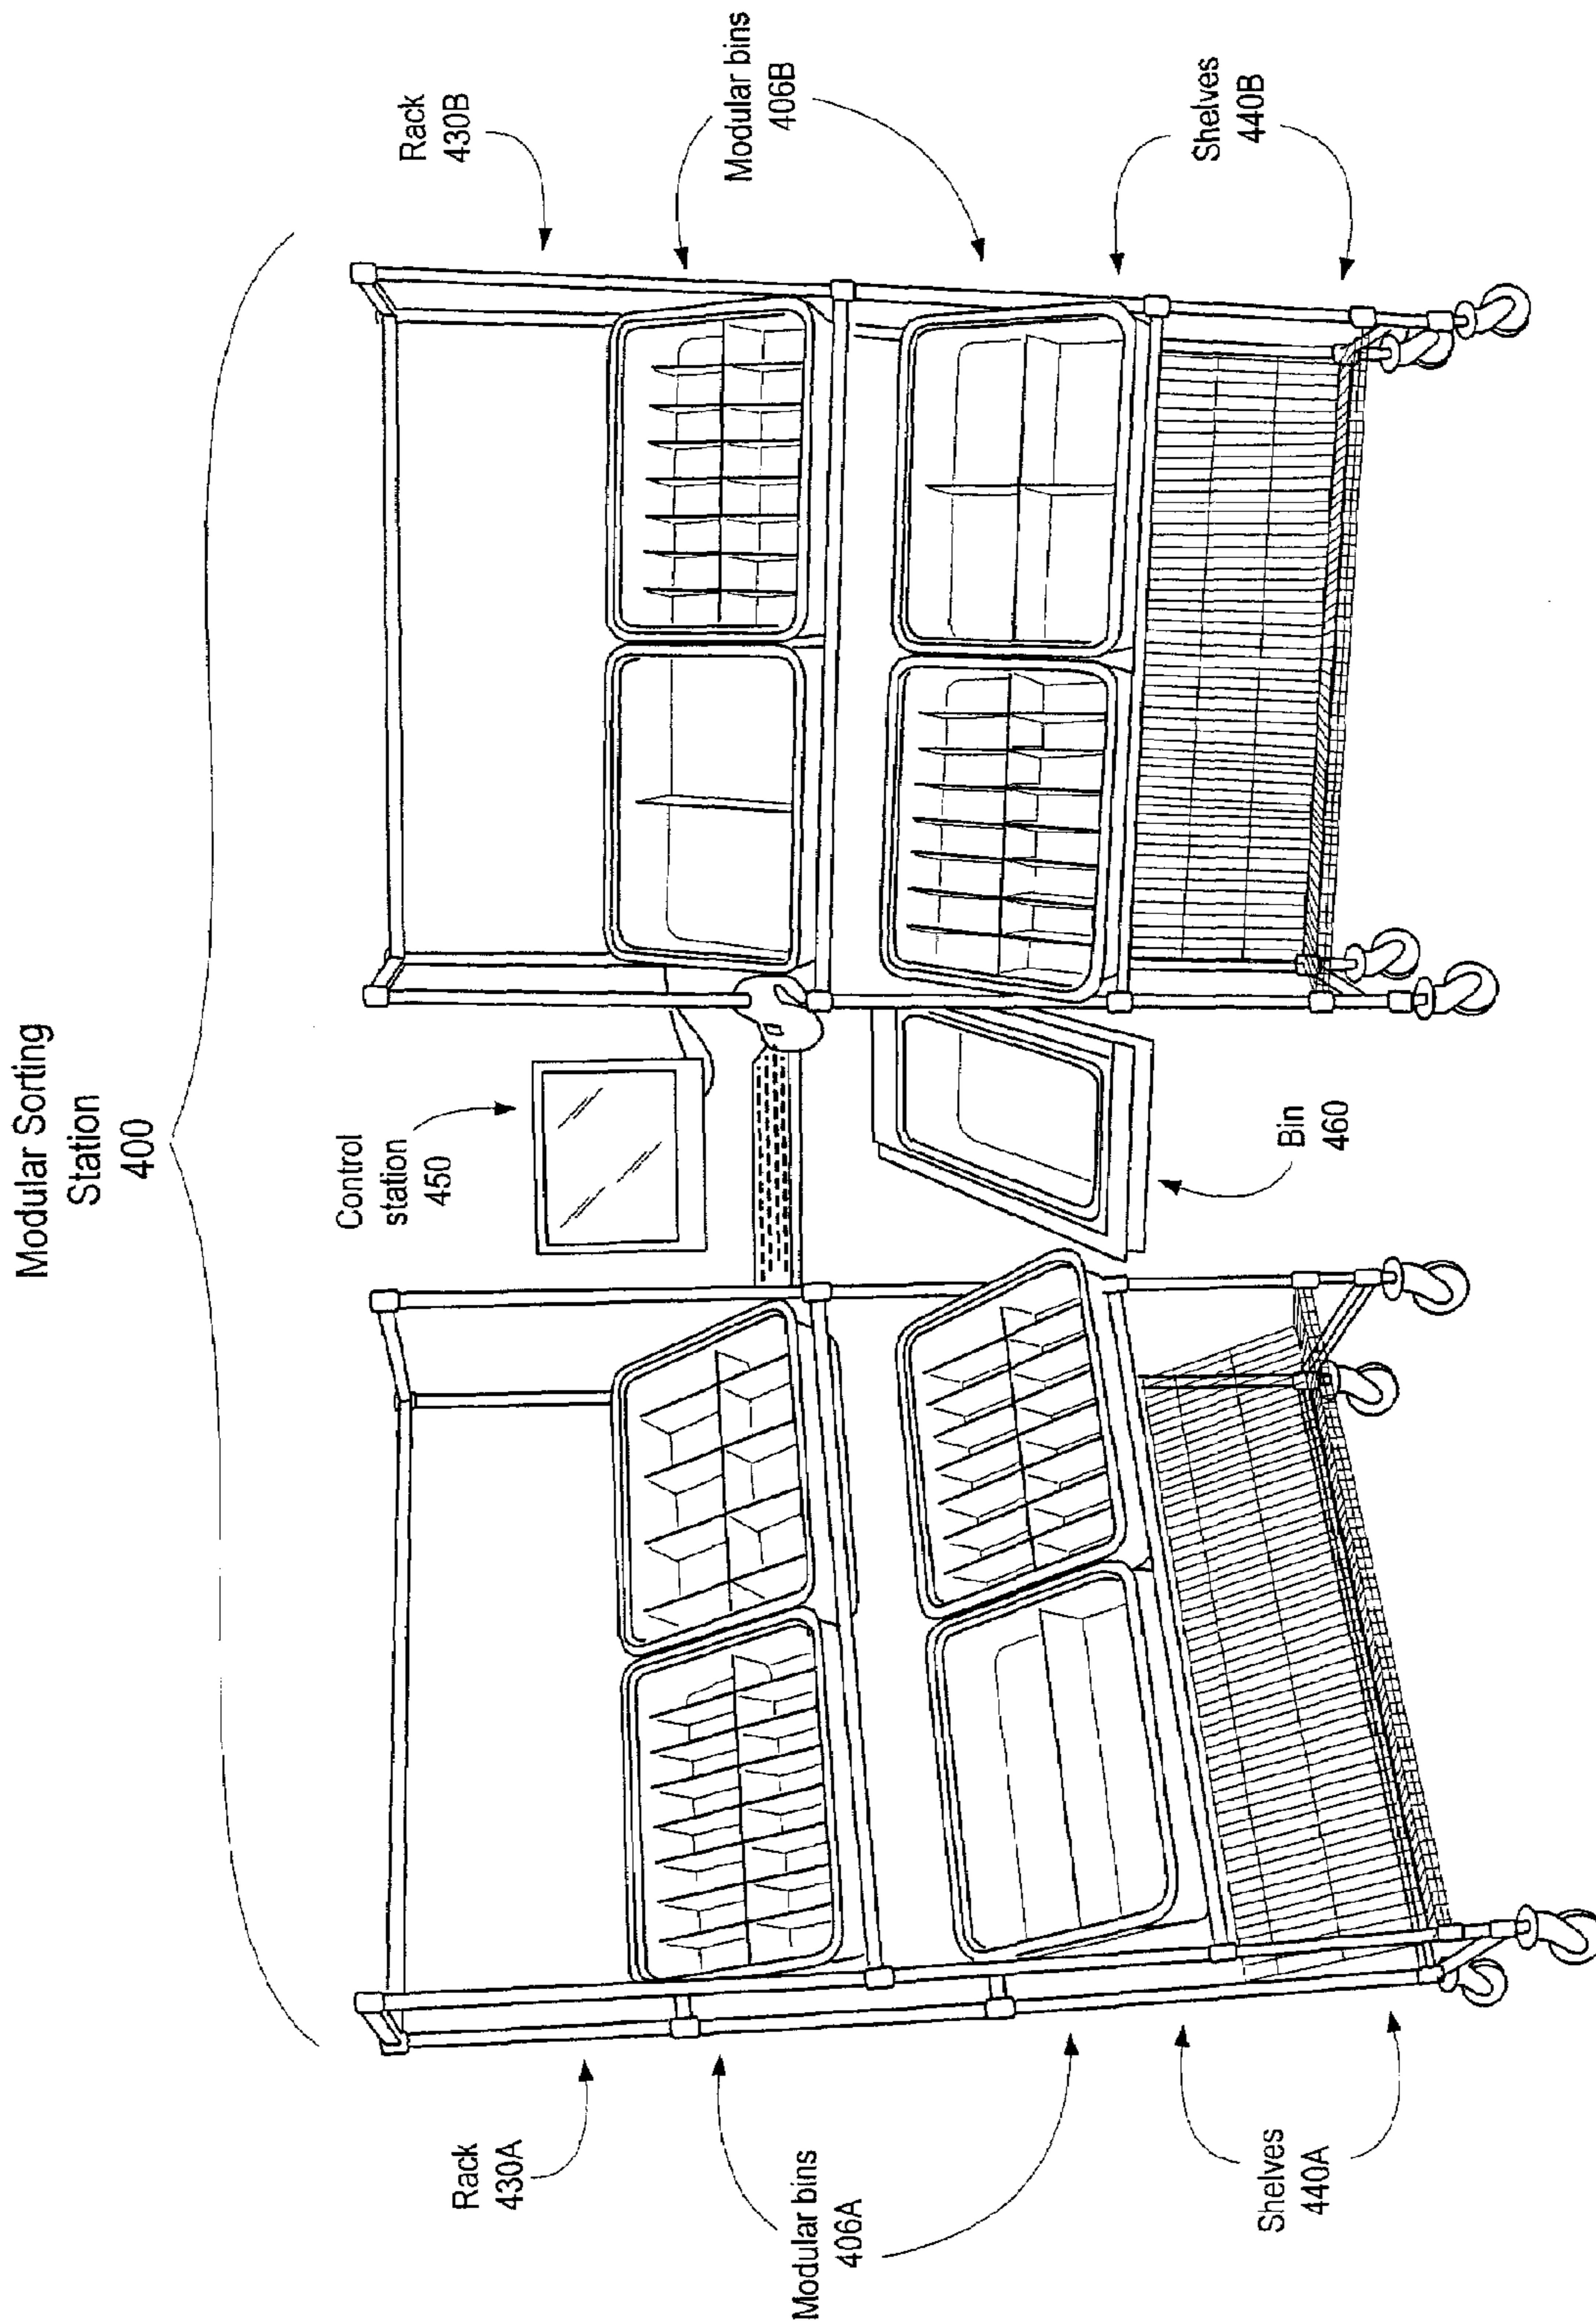 Modular Sorting
Station
400
Control
station
450
Rack
430B
Modular bins
406B
Shelves
440B
Bin
460
Rack
430A
Modular bins
406A
Shelves
440A